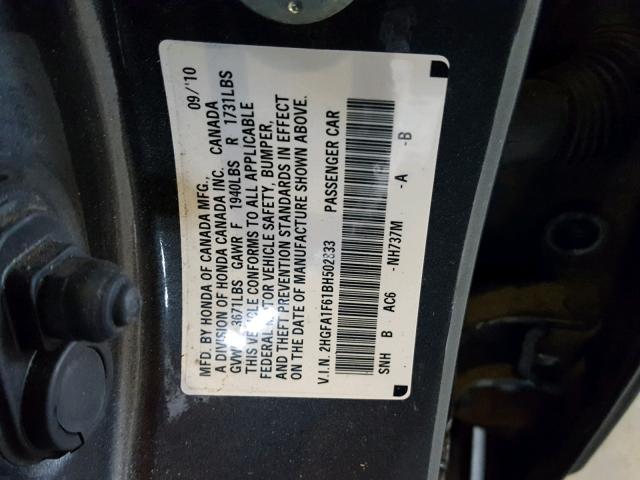 MFD. BY HONDA OF CANADA MFG., 09/'10
A DIVISION OF HONDA CANADA INC. CANADA
3671LBS GAWR F 1940LBS R 1731LBS
THIS VEHICLE CONFORMS TO ALL APPLICABLE
FEDERAL MOTOR VEHICLE SAFETY, BUMPER,
AND THEFT PREVENTION STANDARDS IN EFFECT
ON THE DATE OF MANUFACTURE SHOWN ABOVE.
V.I.N. 2HGFA1F61BH502833 PASSENGER CAR
SNH B AC6 -NH737M -A -B